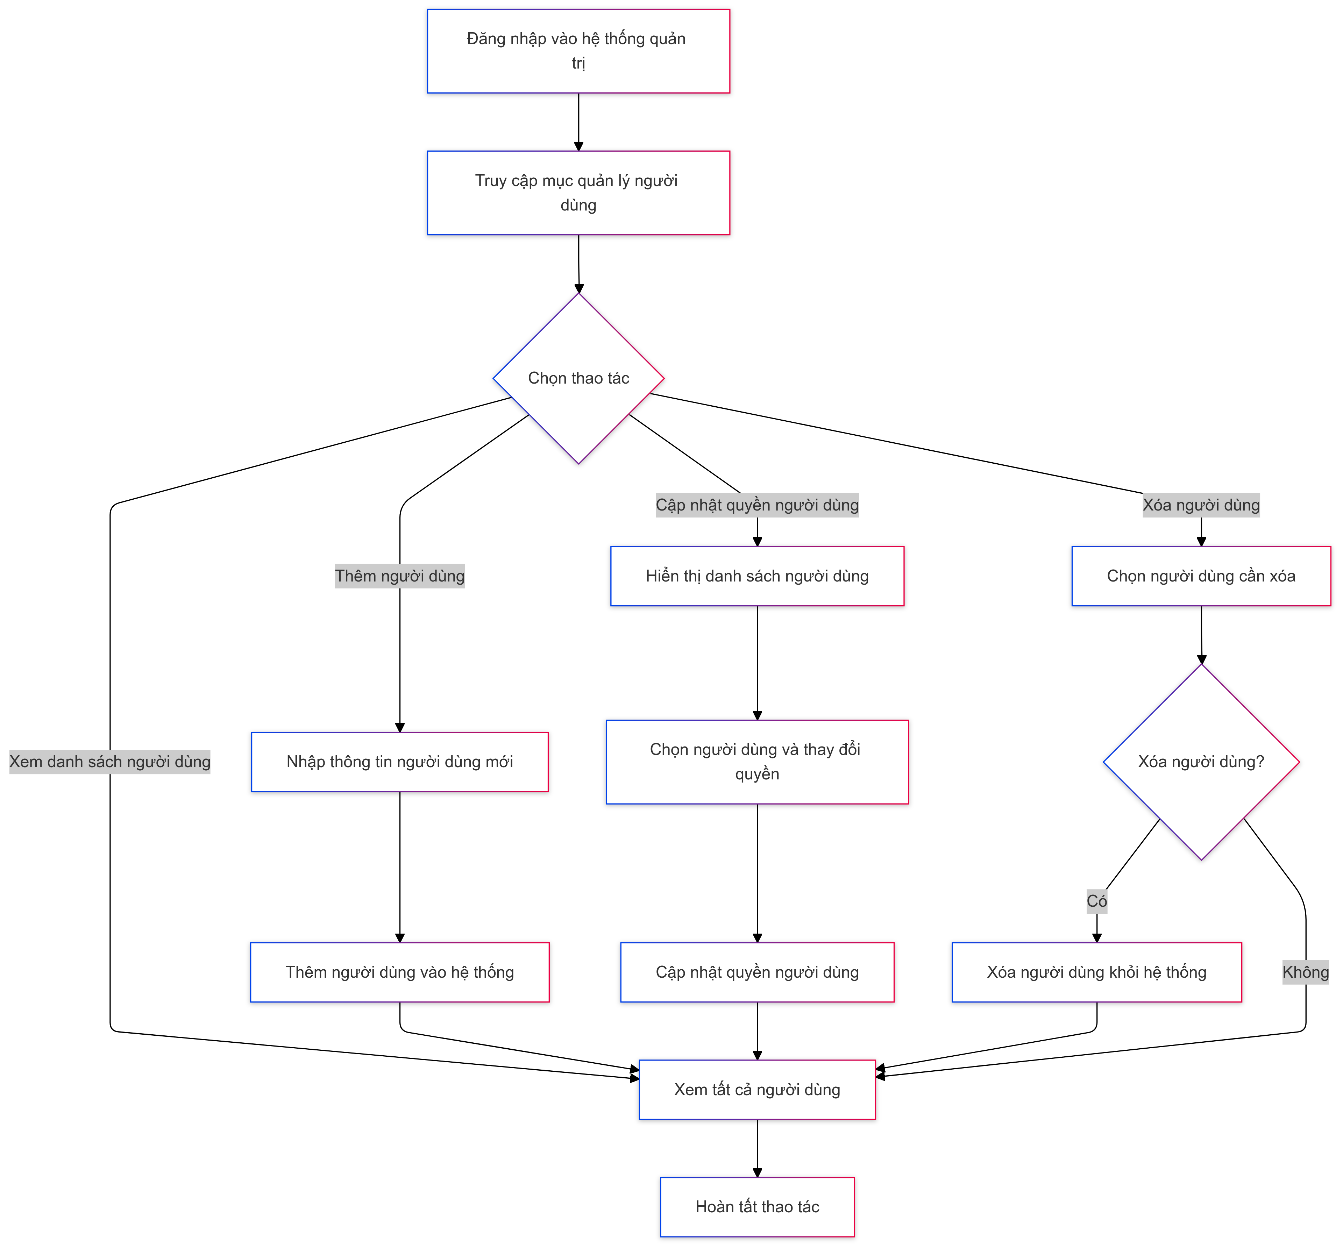 Đăng nhập vào hệ thống quản
trị
Truy cập mục quản lý người
dùng
Chọn thao tác
Cập nhật quyền người dùng
Xóa người dùng
Thêm người dùng
Hiển thị danh sách người dùng
Chọn người dùng cần xóa
Xem danh sách người dùng
Nhập thông tin người dùng mới
Chọn người dùng và thay đổi
quyền
Xóa người dùng?
Có
Thêm người dùng vào hệ thống
Cập nhật quyền người dùng
Xóa người dùng khỏi hệ thống
Không
Xem tất cả người dùng
Hoàn tất thao tác